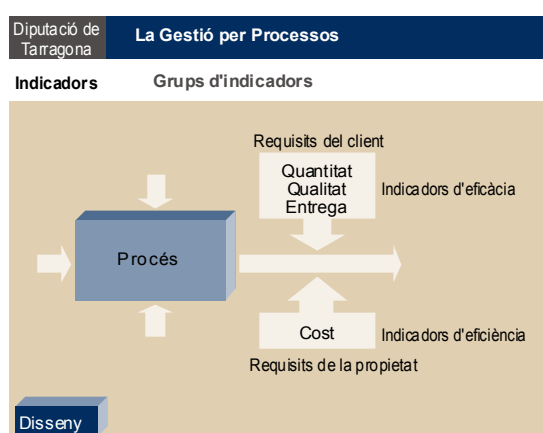 Diputació de
Tarragona
La Gestió per Processos
Indicadors
Grups d'indicadors
Requisits del client
Quantitat
Qualitat
Entrega
Indicadors d'eficàcia
Procés
Cost
Indicadors d'eficiència
Requisits de la propietat
Disseny